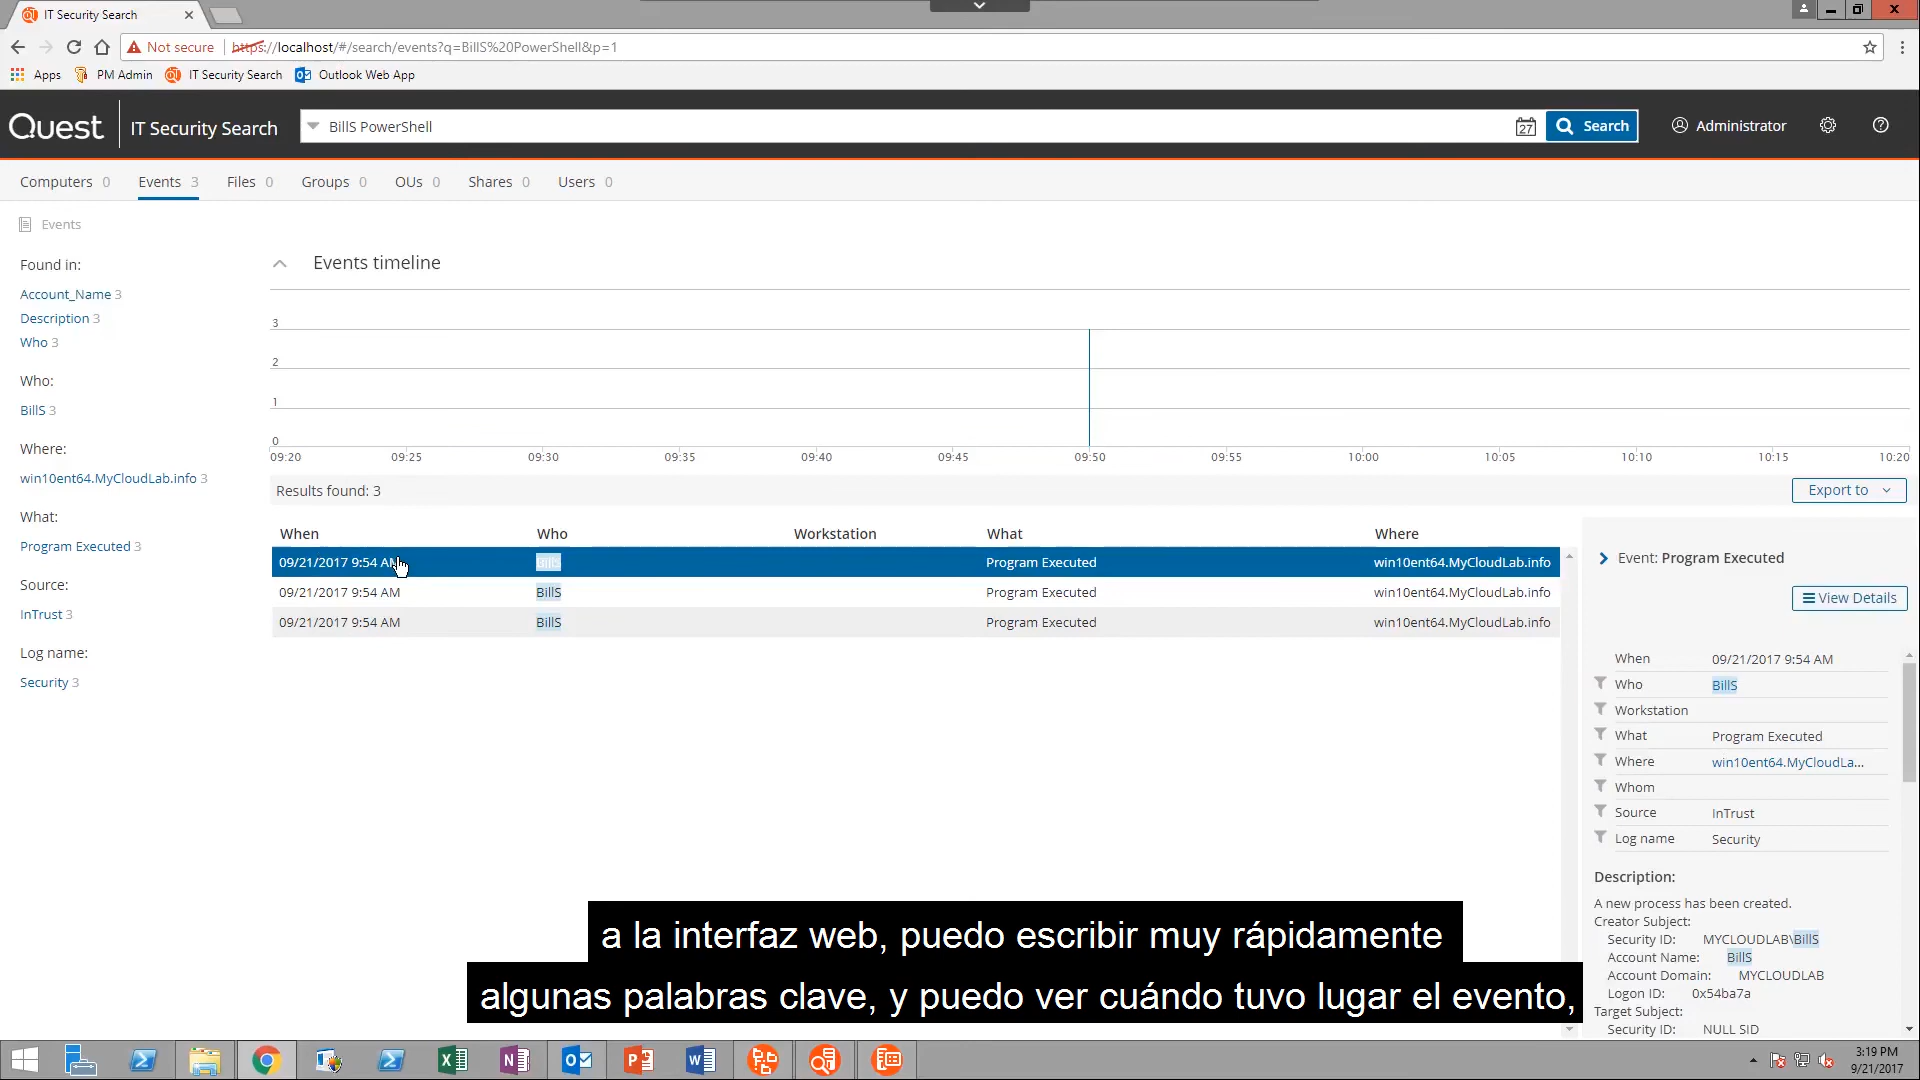 IT Security Search
Not secure https://localhost/#/search/events?q=BillS%20PowerShell&p=1
Apps PM Admin IT Security Search Outlook Web App
Quest IT Security Search BillS PowerShell 27 Search Administrator
Computers 0 Events 3 Files 0 Groups 0 OUs 0 Shares 0 Users 0
Events
Found in:
Account_Name 3
Description 3
Who 3
Who:
BillS 3
Where:
win10ent64.MyCloudLab.info 3
What:
Program Executed 3
Source:
InTrust 3
Log name:
Security 3
Events timeline
3
2
1
0
09:20 09:25 09:30 09:35 09:40 09:45 09:50 09:55 10:00 10:05 10:10 10:15 10:20
Results found: 3 Export to
When Who Workstation What Where
09/21/2017 9:54 AM BillS Program Executed win10ent64.MyCloudLab.info
09/21/2017 9:54 AM BillS Program Executed win10ent64.MyCloudLab.info
09/21/2017 9:54 AM BillS Program Executed win10ent64.MyCloudLab.info
Event: Program Executed
View Details
When 09/21/2017 9:54 AM
Who BillS
Workstation
What Program Executed
Where win10ent64.MyCloudLa...
Whom
Source InTrust
Log name Security
Description:
A new process has been created.
Creator Subject:
Security ID: MYCLOUDLAB\BillS
Account Name: BillS
Account Domain: MYCLOUDLAB
Logon ID: 0x54ba7a
Target Subject:
Security ID: NULL SID
a la interfaz web, puedo escribir muy rápidamente
algunas palabras clave, y puedo ver cuándo tuvo lugar el evento,
3:19 PM
9/21/2017